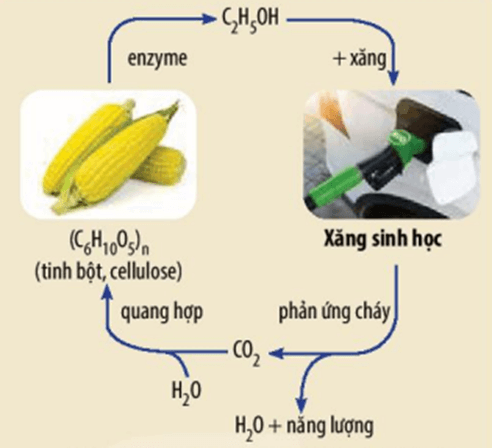 C₂H₅OH
enzyme
+ xăng
(C₆H₁₀O₅)ₙ
(tinh bột, cellulose)
Xăng sinh học
quang hợp
phản ứng cháy
CO₂
H₂O
H₂O + năng lượng